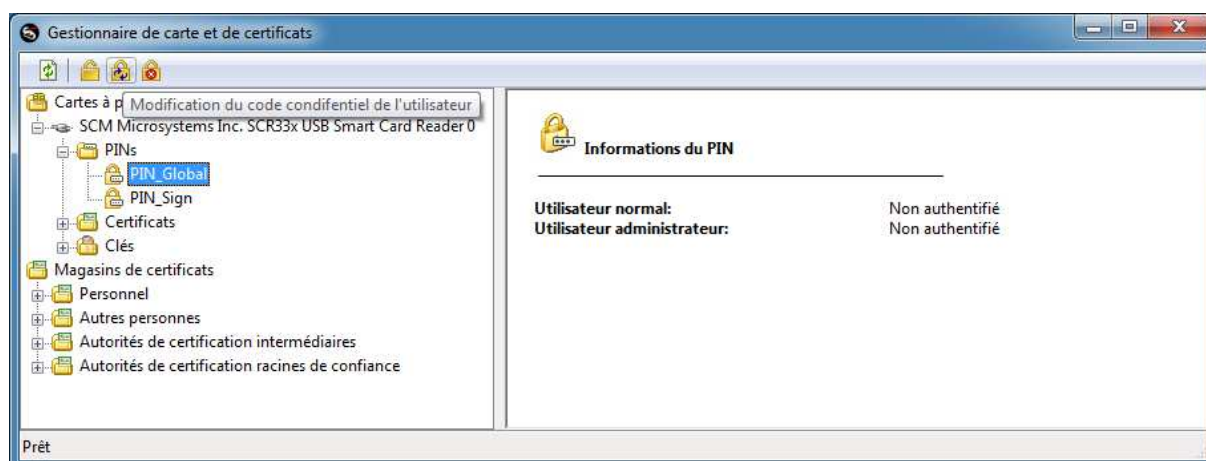 Gestionnaire de carte et de certificats
Cartes à p
Modification du code condifentiel de l'utilisateur
SCM Microsystems Inc. SCR33x USB Smart Card Reader 0
PINs
PIN_Global
PIN_Sign
Certificats
Clés
Magasins de certificats
Personnel
Autres personnes
Autorités de certification intermédiaires
Autorités de certification racines de confiance
Informations du PIN
Utilisateur normal: Non authentifié
Utilisateur administrateur: Non authentifié
Prêt